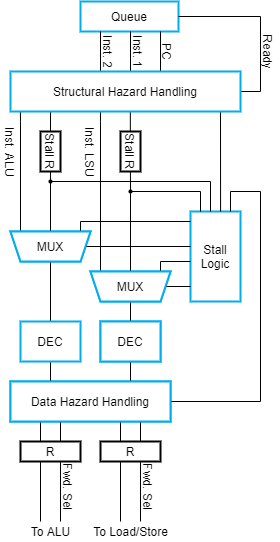 Queue
Inst. 2
Inst. 1
PC
Ready
Structural Hazard Handling
Inst. ALU
Stall R
Inst. LSU
Stall R
MUX
Stall
Logic
MUX
DEC
DEC
Data Hazard Handling
R
R
Fwd. Sel
Fwd. Sel
To ALU
To Load/Store